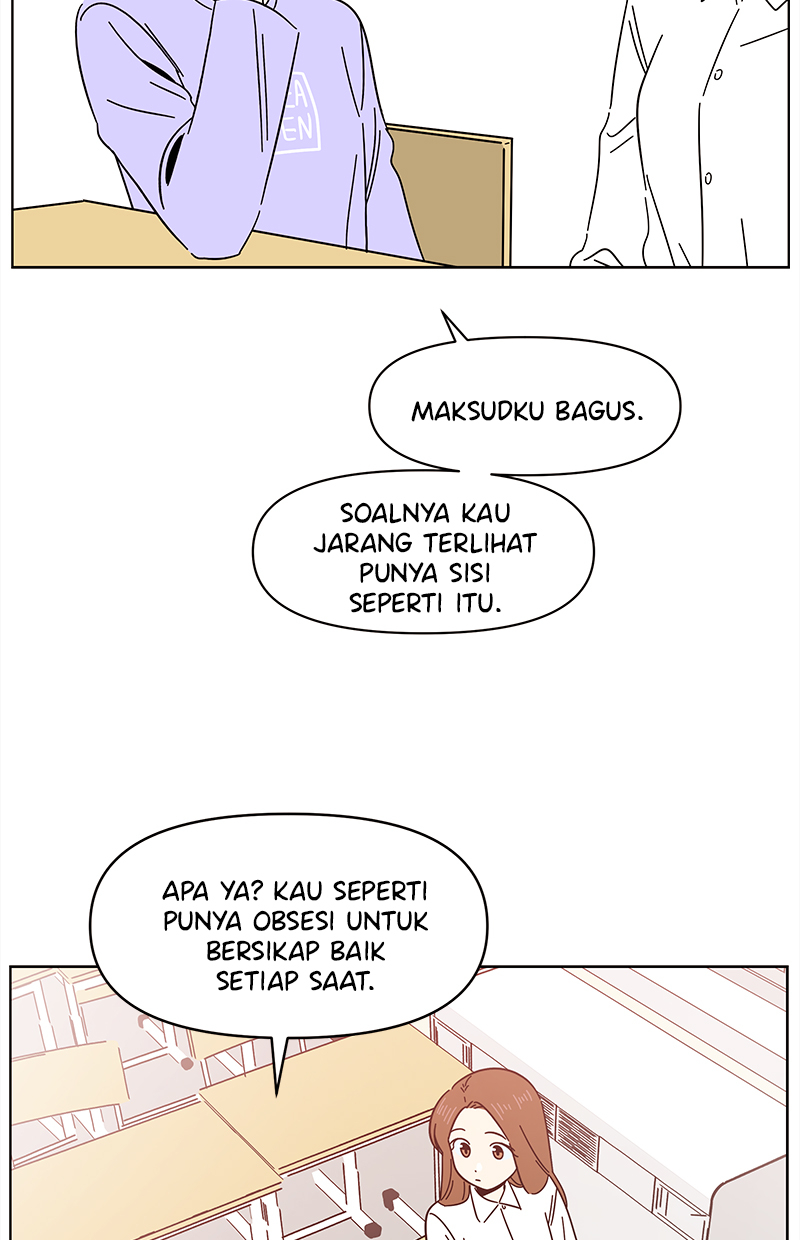 MAKSUDKU BAGUS.
SOALNYA KAU
JARANG TERLIHAT
PUNYA SISI
SEPERTI ITU.
APA YA? KAU SEPERTI
PUNYA OBSESI UNTUK
BERSIKAP BAIK
SETIAP SAAT.